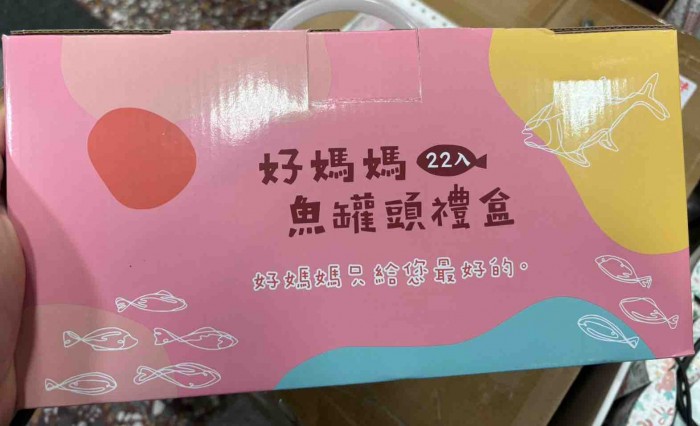 好媽媽 22入
魚罐頭禮盒
好媽媽只給您最好的。